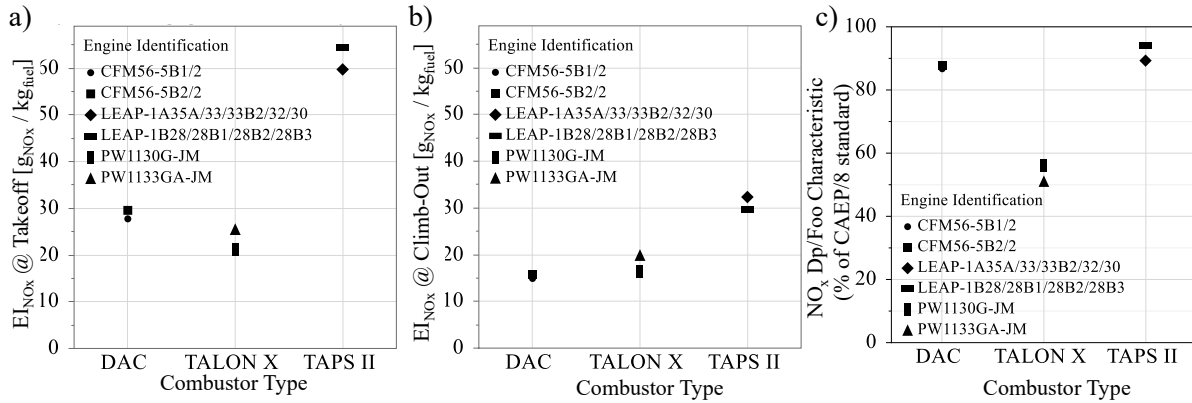 a)
EI_NOx @ Takeoff [g_NOx / kg_fuel]
60
50
40
30
20
10
0
Engine Identification
CFM56-5B1/2
CFM56-5B2/2
LEAP-1A35A/33/33B2/32/30
LEAP-1B28/28B1/28B2/28B3
PW1130G-JM
PW1133GA-JM
DAC TALON X TAPS II
Combustor Type
b)
EI_NOx @ Climb-Out [g_NOx / kg_fuel]
60
50
40
30
20
10
0
Engine Identification
CFM56-5B1/2
CFM56-5B2/2
LEAP-1A35A/33/33B2/32/30
LEAP-1B28/28B1/28B2/28B3
PW1130G-JM
PW1133GA-JM
DAC TALON X TAPS II
Combustor Type
c)
NO_x Dp/Foo Characteristic
(% of CAEP/8 standard)
100
80
60
40
20
0
Engine Identification
CFM56-5B1/2
CFM56-5B2/2
LEAP-1A35A/33/33B2/32/30
LEAP-1B28/28B1/28B2/28B3
PW1130G-JM
PW1133GA-JM
DAC TALON X TAPS II
Combustor Type